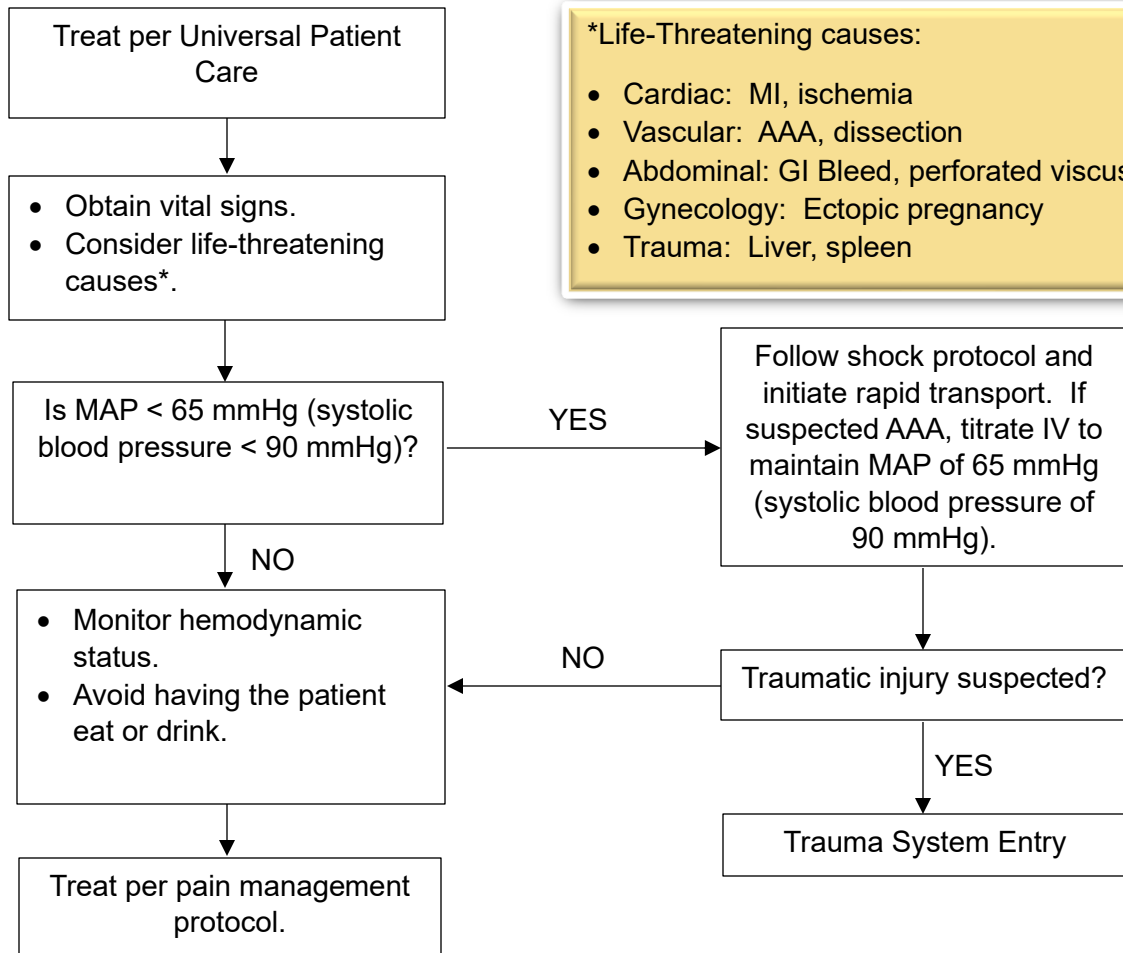 Treat per Universal Patient
Care
*Life-Threatening causes:
• Cardiac: MI, ischemia
• Vascular: AAA, dissection
• Abdominal: GI Bleed, perforated viscus
• Gynecology: Ectopic pregnancy
• Trauma: Liver, spleen
• Obtain vital signs.
• Consider life-threatening
causes*.
Is MAP < 65 mmHg (systolic
blood pressure < 90 mmHg)?
YES
Follow shock protocol and
initiate rapid transport. If
suspected AAA, titrate IV to
maintain MAP of 65 mmHg
(systolic blood pressure of
90 mmHg).
NO
• Monitor hemodynamic
status.
• Avoid having the patient
eat or drink.
NO
Traumatic injury suspected?
YES
Trauma System Entry
Treat per pain management
protocol.